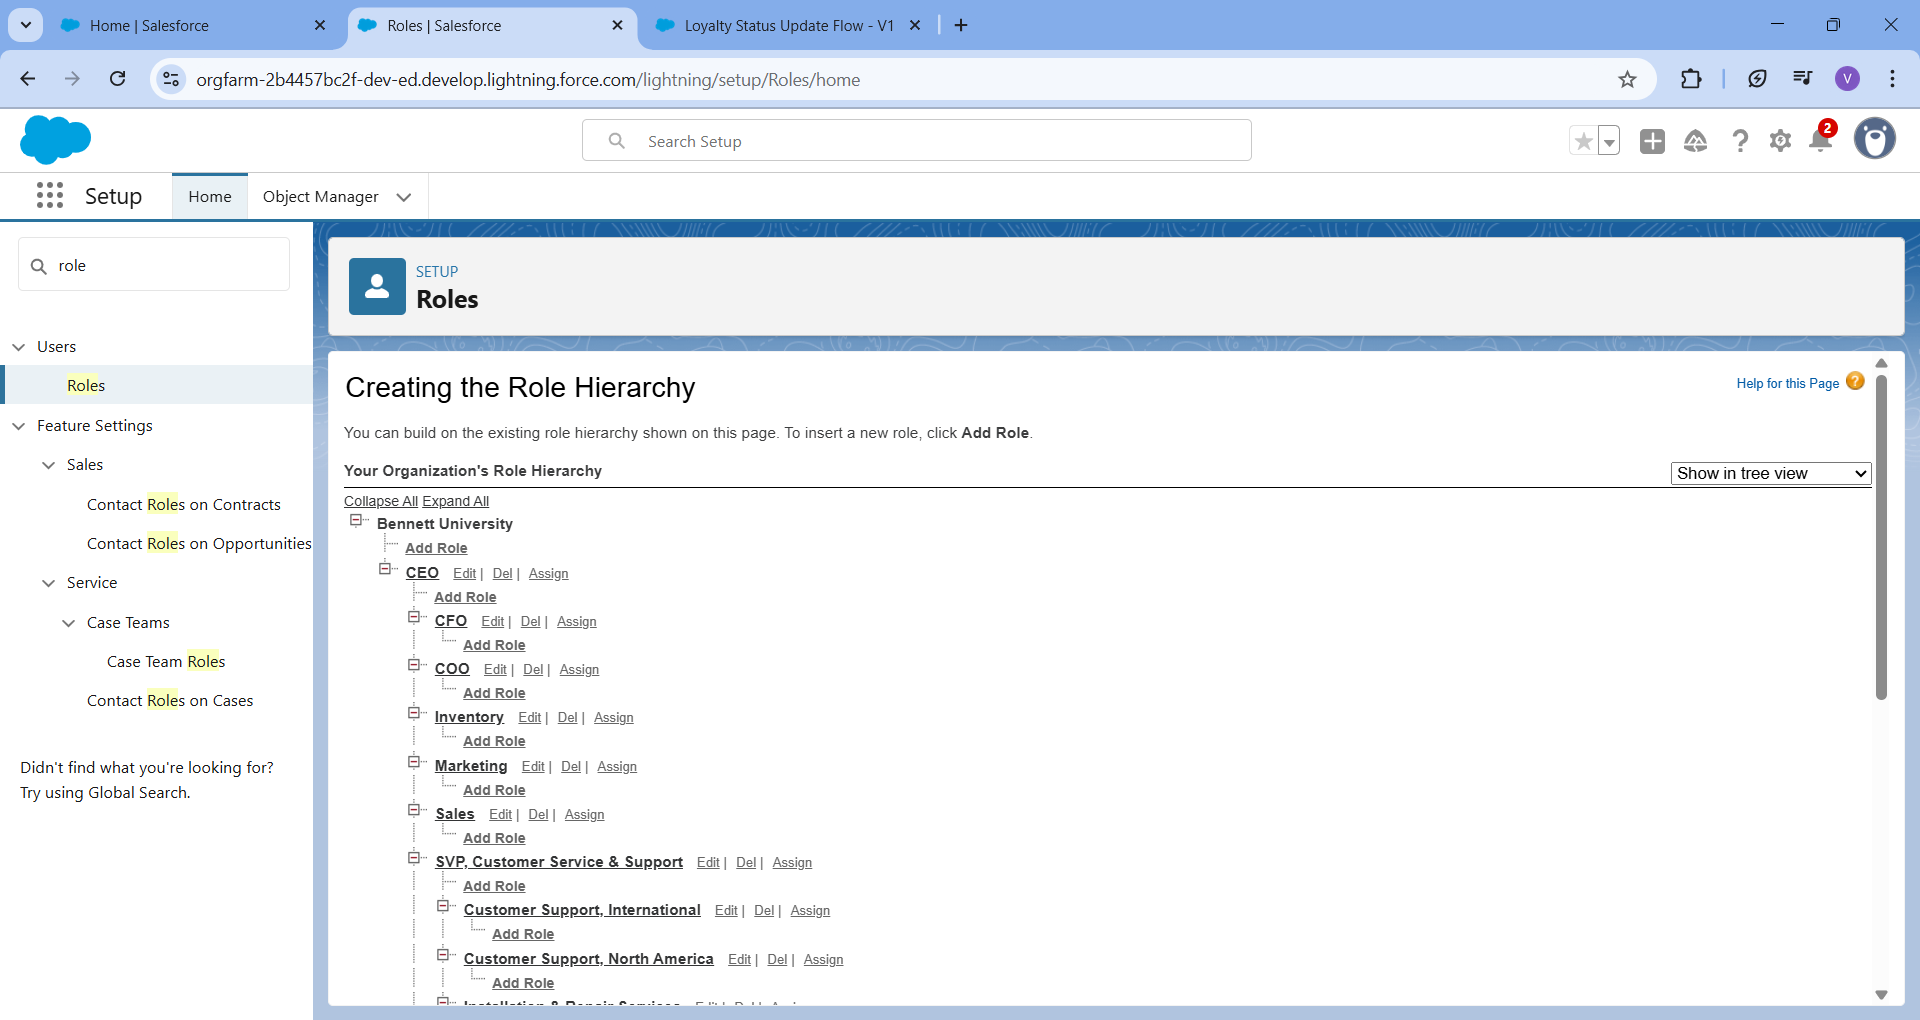 Home | Salesforce
Roles | Salesforce
Loyalty Status Update Flow - V1
orgfarm-2b4457bc2f-dev-ed.develop.lightning.force.com/lightning/setup/Roles/home
V
Search Setup
2
Setup
Home
Object Manager
role
Users
Roles
Feature Settings
Sales
Contact Roles on Contracts
Contact Roles on Opportunities
Service
Case Teams
Case Team Roles
Contact Roles on Cases
Didn't find what you're looking for?
Try using Global Search.
SETUP
Roles
Creating the Role Hierarchy
Help for this Page ?
You can build on the existing role hierarchy shown on this page. To insert a new role, click Add Role.
Your Organization's Role Hierarchy
Show in tree view
Collapse All Expand All
Bennett University
Add Role
CEO Edit | Del | Assign
Add Role
CFO Edit | Del | Assign
Add Role
COO Edit | Del | Assign
Add Role
Inventory Edit | Del | Assign
Add Role
Marketing Edit | Del | Assign
Add Role
Sales Edit | Del | Assign
Add Role
SVP, Customer Service & Support Edit | Del | Assign
Add Role
Customer Support, International Edit | Del | Assign
Add Role
Customer Support, North America Edit | Del | Assign
Add Role
Installation & Repair Services Edit | Del | Assign